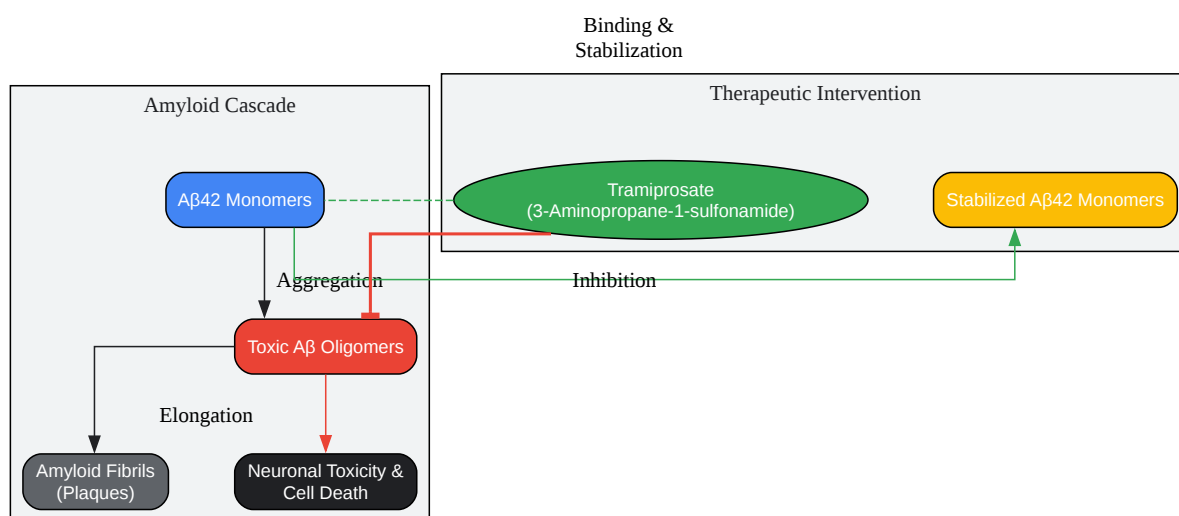 Binding &
Stabilization
Amyloid Cascade
Therapeutic Intervention
Aβ42 Monomers
Tramiprosate
(3-Aminopropane-1-sulfonamide)
Stabilized Aβ42 Monomers
Aggregation
Inhibition
Toxic Aβ Oligomers
Elongation
Amyloid Fibrils
(Plaques)
Neuronal Toxicity &
Cell Death